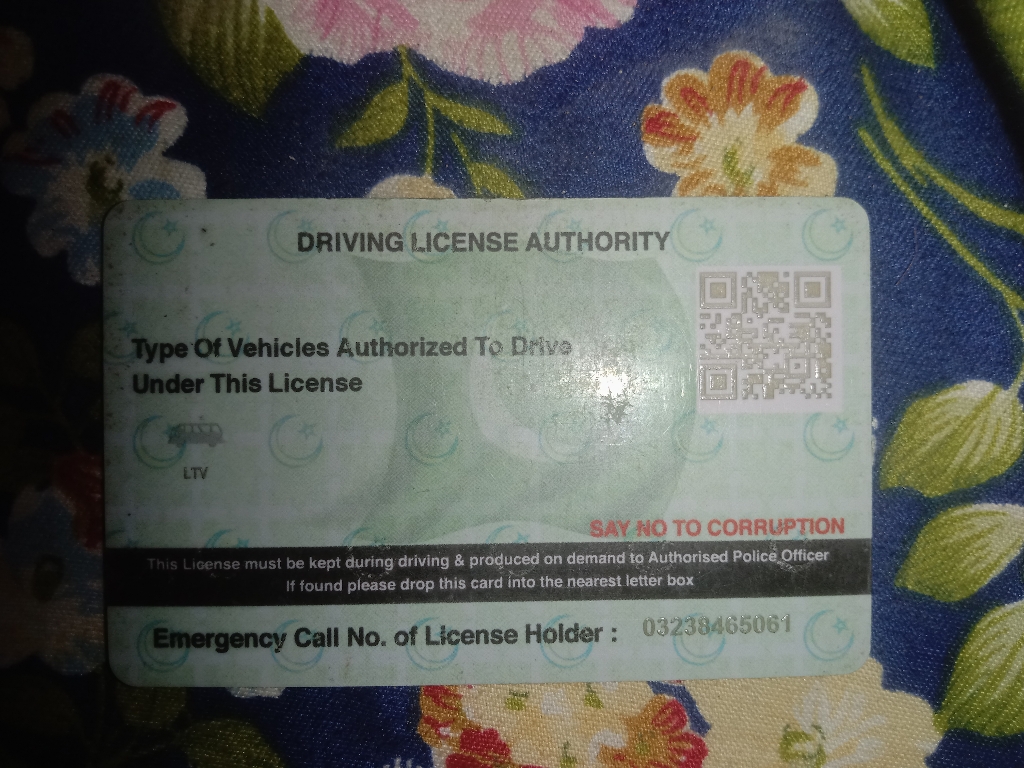 DRIVING LICENSE AUTHORITY
Type Of Vehicles Authorized To Drive
Under This License
LTV
SAY NO TO CORRUPTION
This License must be kept during driving & produced on demand to Authorised Police Officer
If found please drop this card into the nearest letter box
Emergency Call No. of License Holder : 03238465061